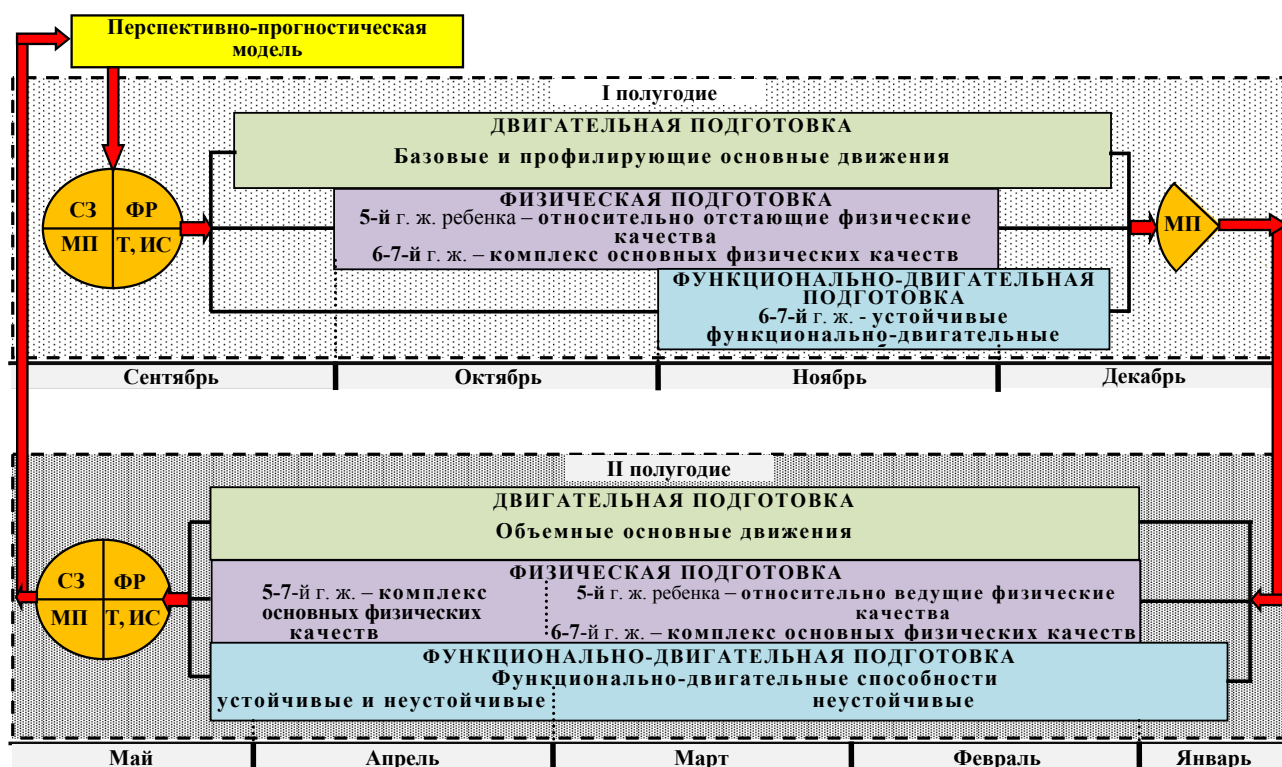 Перспективно-прогностическая
модель
I полугодие
ДВИГАТЕЛЬНАЯ ПОДГОТОВКА
Базовые и профилирующие основные движения
ФИЗИЧЕСКАЯ ПОДГОТОВКА
5-й г. ж. ребенка – относительно отстающие физические
качества
6-7-й г. ж. – комплекс основных физических качеств
ФУНКЦИОНАЛЬНО-ДВИГАТЕЛЬНАЯ
ПОДГОТОВКА
6-7-й г. ж. - устойчивые
функционально-двигательные
СЗ ФР
МП Т, ИС
МП
Сентябрь Октябрь Ноябрь Декабрь
II полугодие
ДВИГАТЕЛЬНАЯ ПОДГОТОВКА
Объемные основные движения
ФИЗИЧЕСКАЯ ПОДГОТОВКА
5-7-й г. ж. – комплекс
основных физических
качеств
5-й г. ж. ребенка – относительно ведущие физические
качества
6-7-й г. ж. – комплекс основных физических качеств
ФУНКЦИОНАЛЬНО-ДВИГАТЕЛЬНАЯ ПОДГОТОВКА
Функционально-двигательные способности
устойчивые и неустойчивые неустойчивые
СЗ ФР
МП Т, ИС
Май Апрель Март Февраль Январь